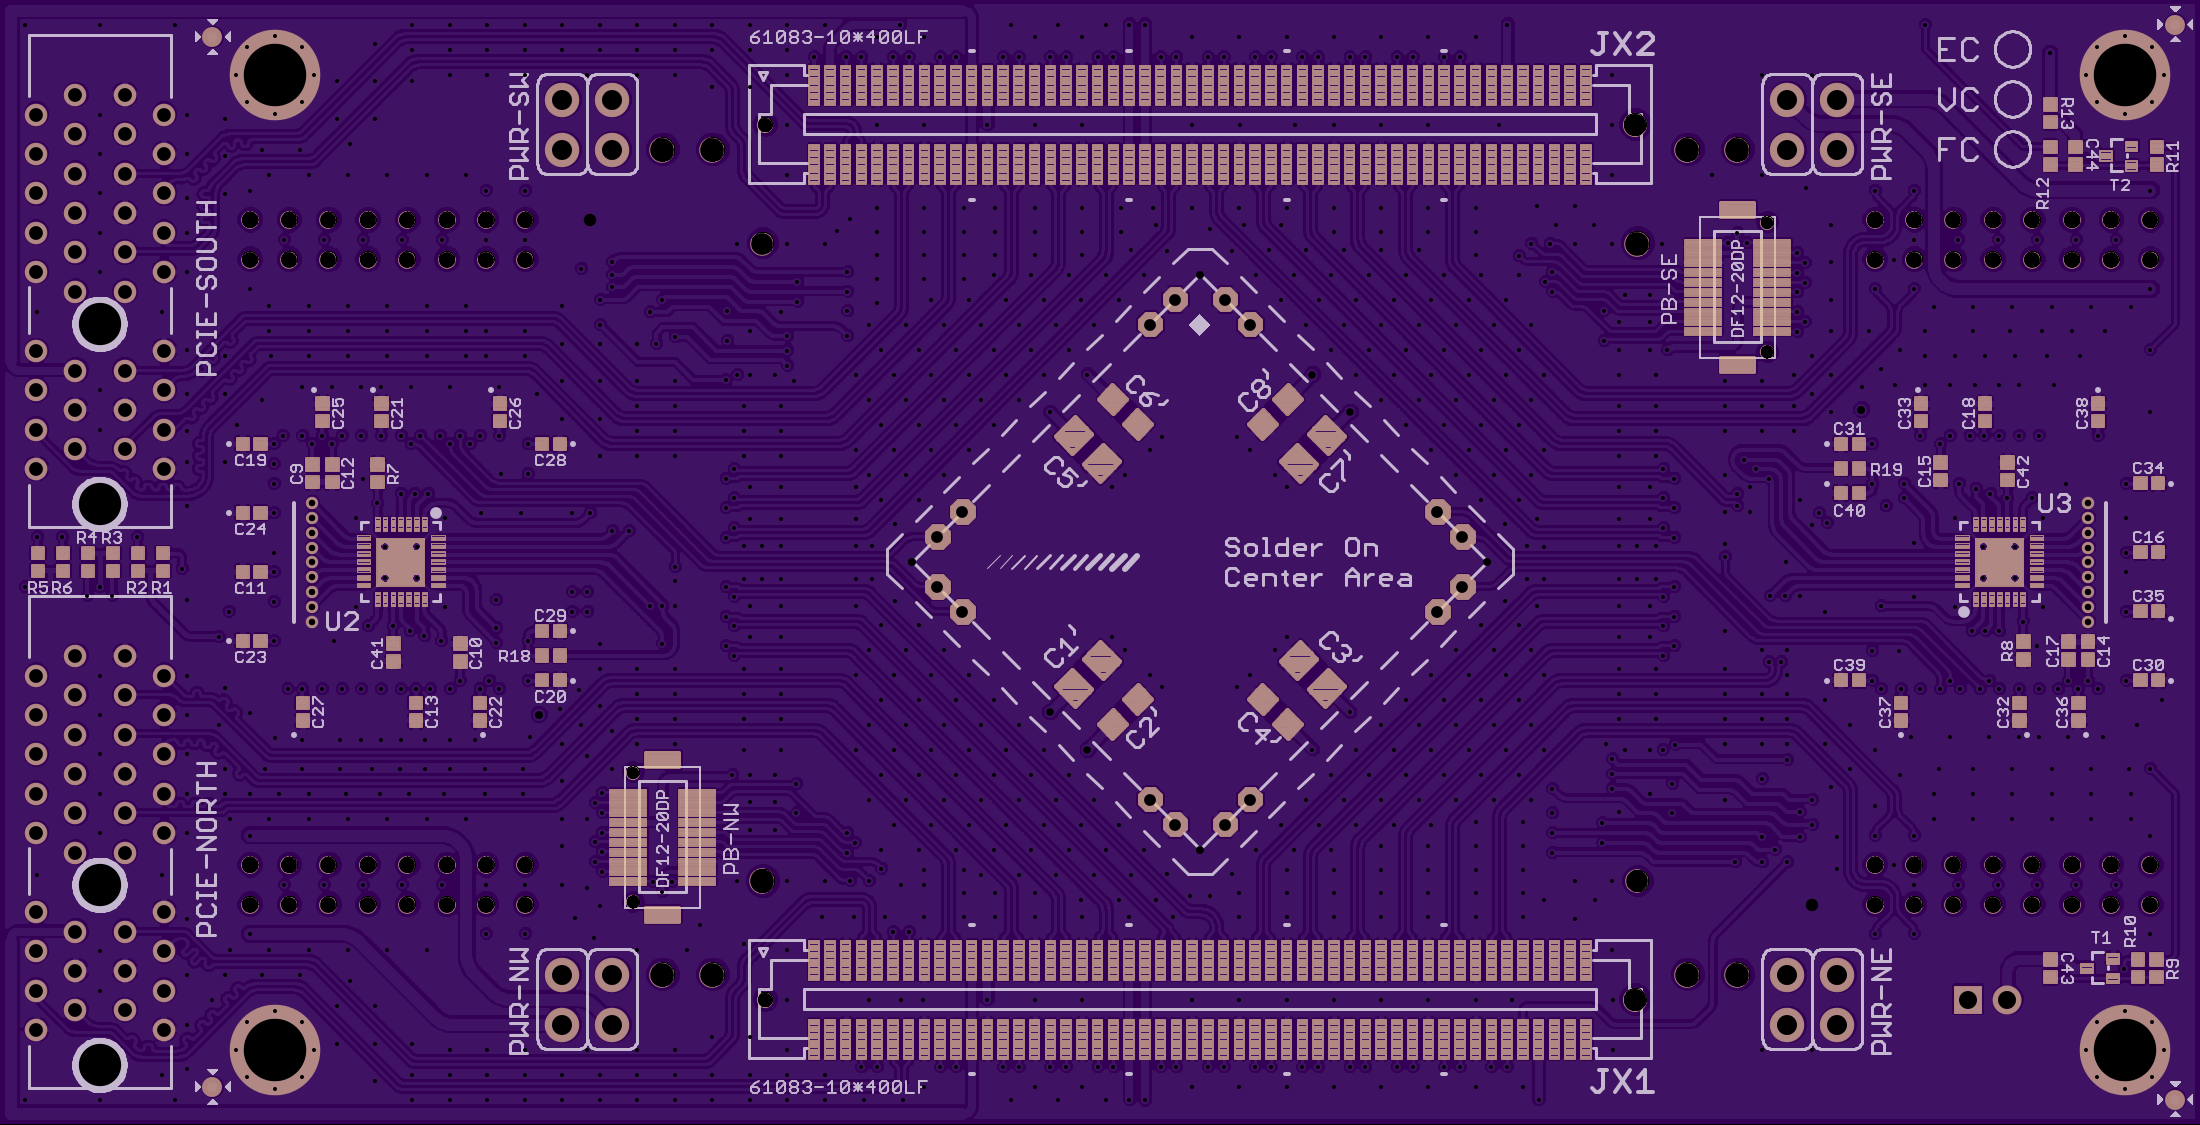 61083-10*400LF
JX2
EC
VC
FC
PWR-SW
PWR-SE
R13
C44
R11
R12
T2
PCIE-SOUTH
PB-SE
DF12-20DP
C25
C21
C26
C19
C28
C9
C12
R7
C24
C11
C23
U2
C29
R18
C20
C41
C10
C27
C13
C22
R4
R3
R5
R6
R2
R1
C6'
C5'
C8'
C7'
Solder On
Center Area
C1'
C2'
C3'
C4'
C33
C18
C38
C31
R19
C40
C15
C42
C34
U3
C16
C35
C30
R8
C17
C14
C39
C37
C32
C36
PCIE-NORTH
DF12-20DP
PB-NW
PWR-NW
PWR-NE
T1
R10
C43
R9
61083-10*400LF
JX1